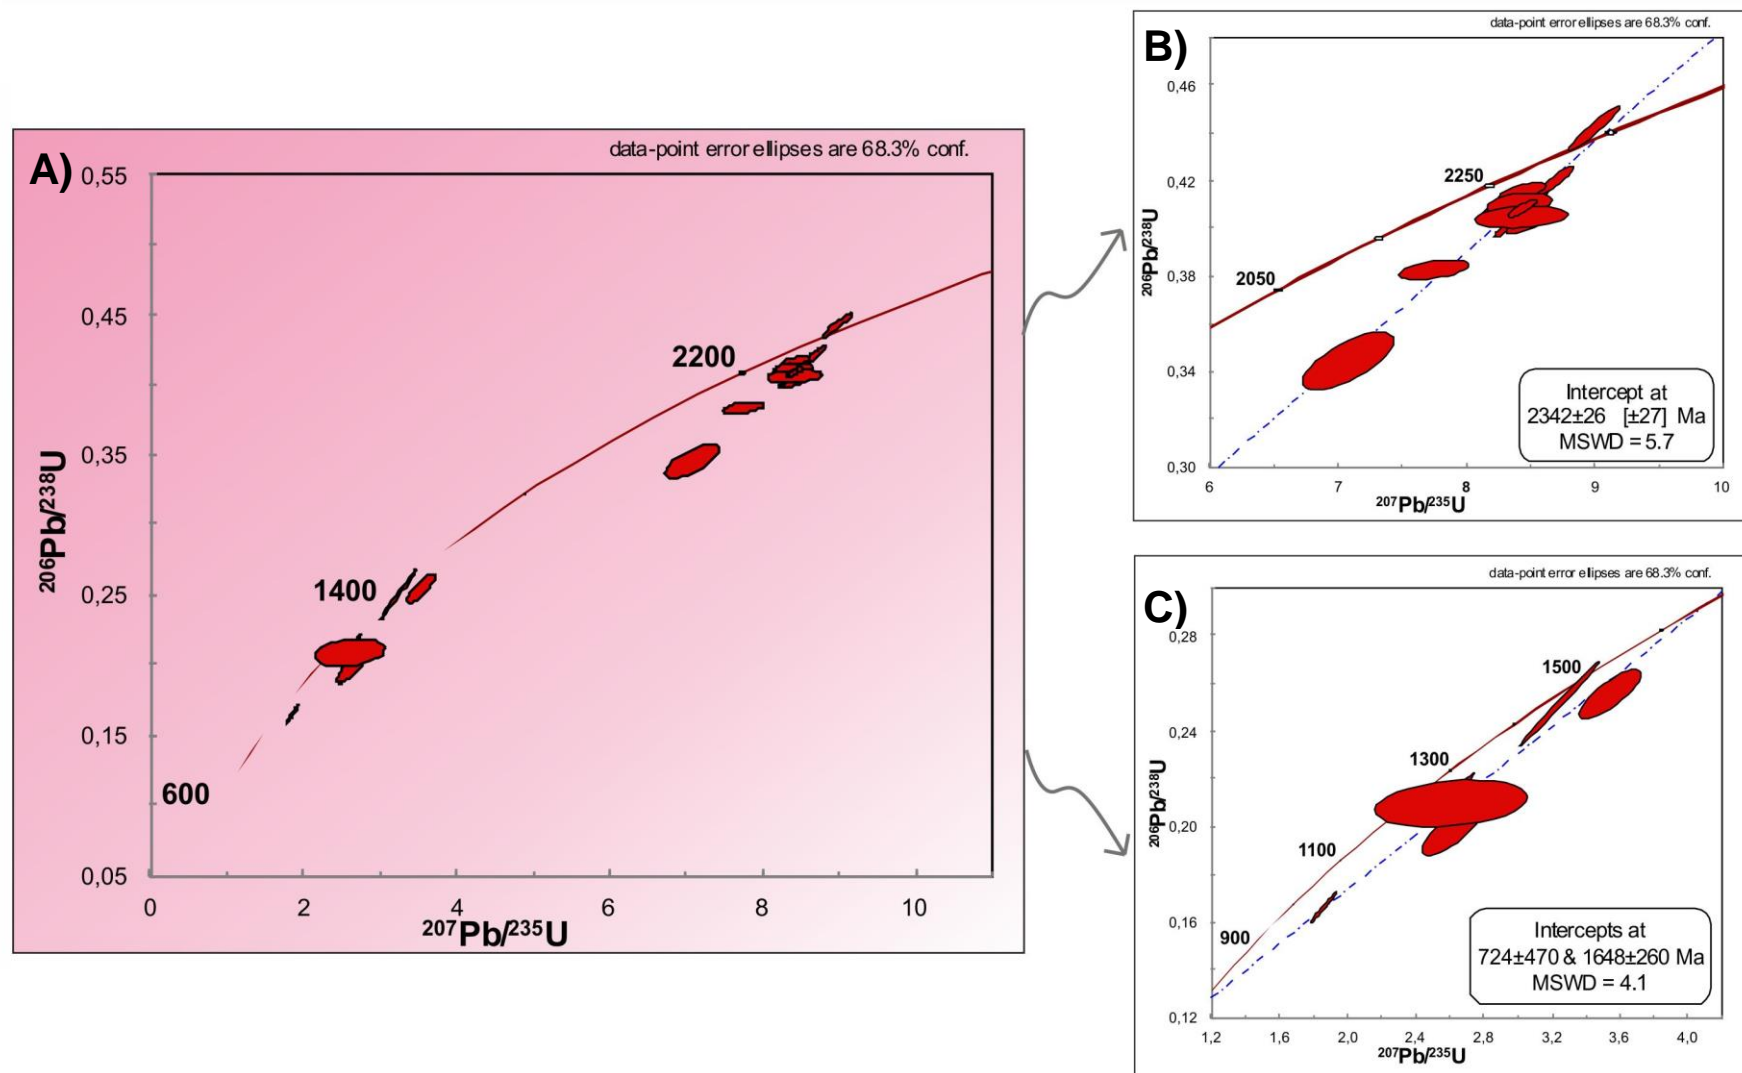 A)
data-point error ellipses are 68.3% conf.
0,55
0,45
0,35
0,25
0,15
0,05
206Pb/238U
2200
1400
600
0 2 4 6 8 10
207Pb/235U
B)
data-point error ellipses are 68.3% conf.
0,46
0,42
0,38
0,34
0,30
206Pb/238U
2250
2050
Intercept at
2342±26 [±27] Ma
MSWD = 5.7
6 7 8 9 10
207Pb/235U
C)
data-point error ellipses are 68.3% conf.
0,28
0,24
0,20
0,16
0,12
206Pb/238U
1500
1300
1100
900
Intercepts at
724±470 & 1648±260 Ma
MSWD = 4.1
1,2 1,6 2,0 2,4 2,8 3,2 3,6 4,0
207Pb/235U